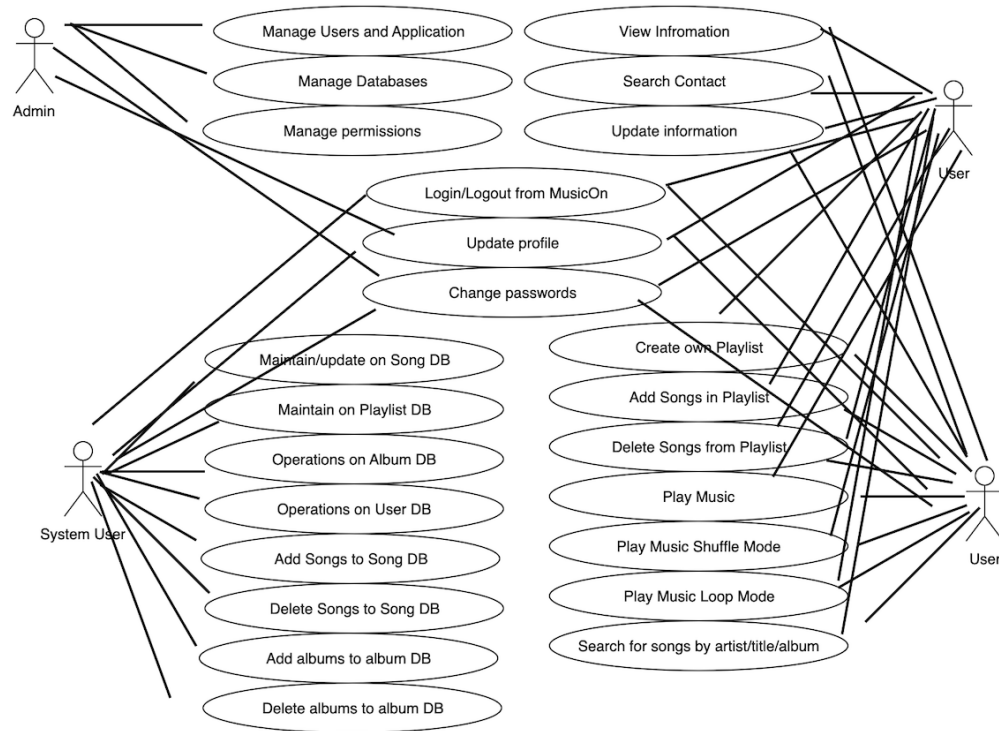 Manage Users and Application
View Infromation
Manage Databases
Search Contact
Admin
Manage permissions
Update information
User
Login/Logout from MusicOn
Update profile
Change passwords
Maintain/update on Song DB
Create own Playlist
Maintain on Playlist DB
Add Songs in Playlist
Operations on Album DB
Delete Songs from Playlist
Operations on User DB
Play Music
System User
Add Songs to Song DB
Play Music Shuffle Mode
User
Delete Songs to Song DB
Play Music Loop Mode
Add albums to album DB
Search for songs by artist/title/album
Delete albums to album DB